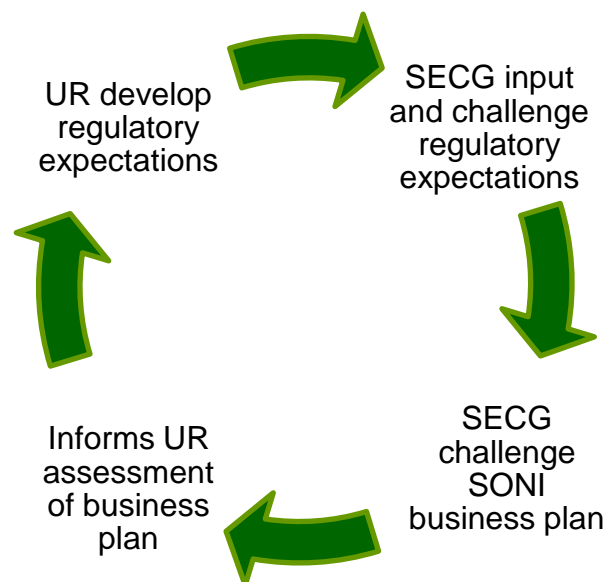 UR develop
regulatory
expectations
SECG input
and challenge
regulatory
expectations
SECG
challenge
SONI
business plan
Informs UR
assessment
of business
plan